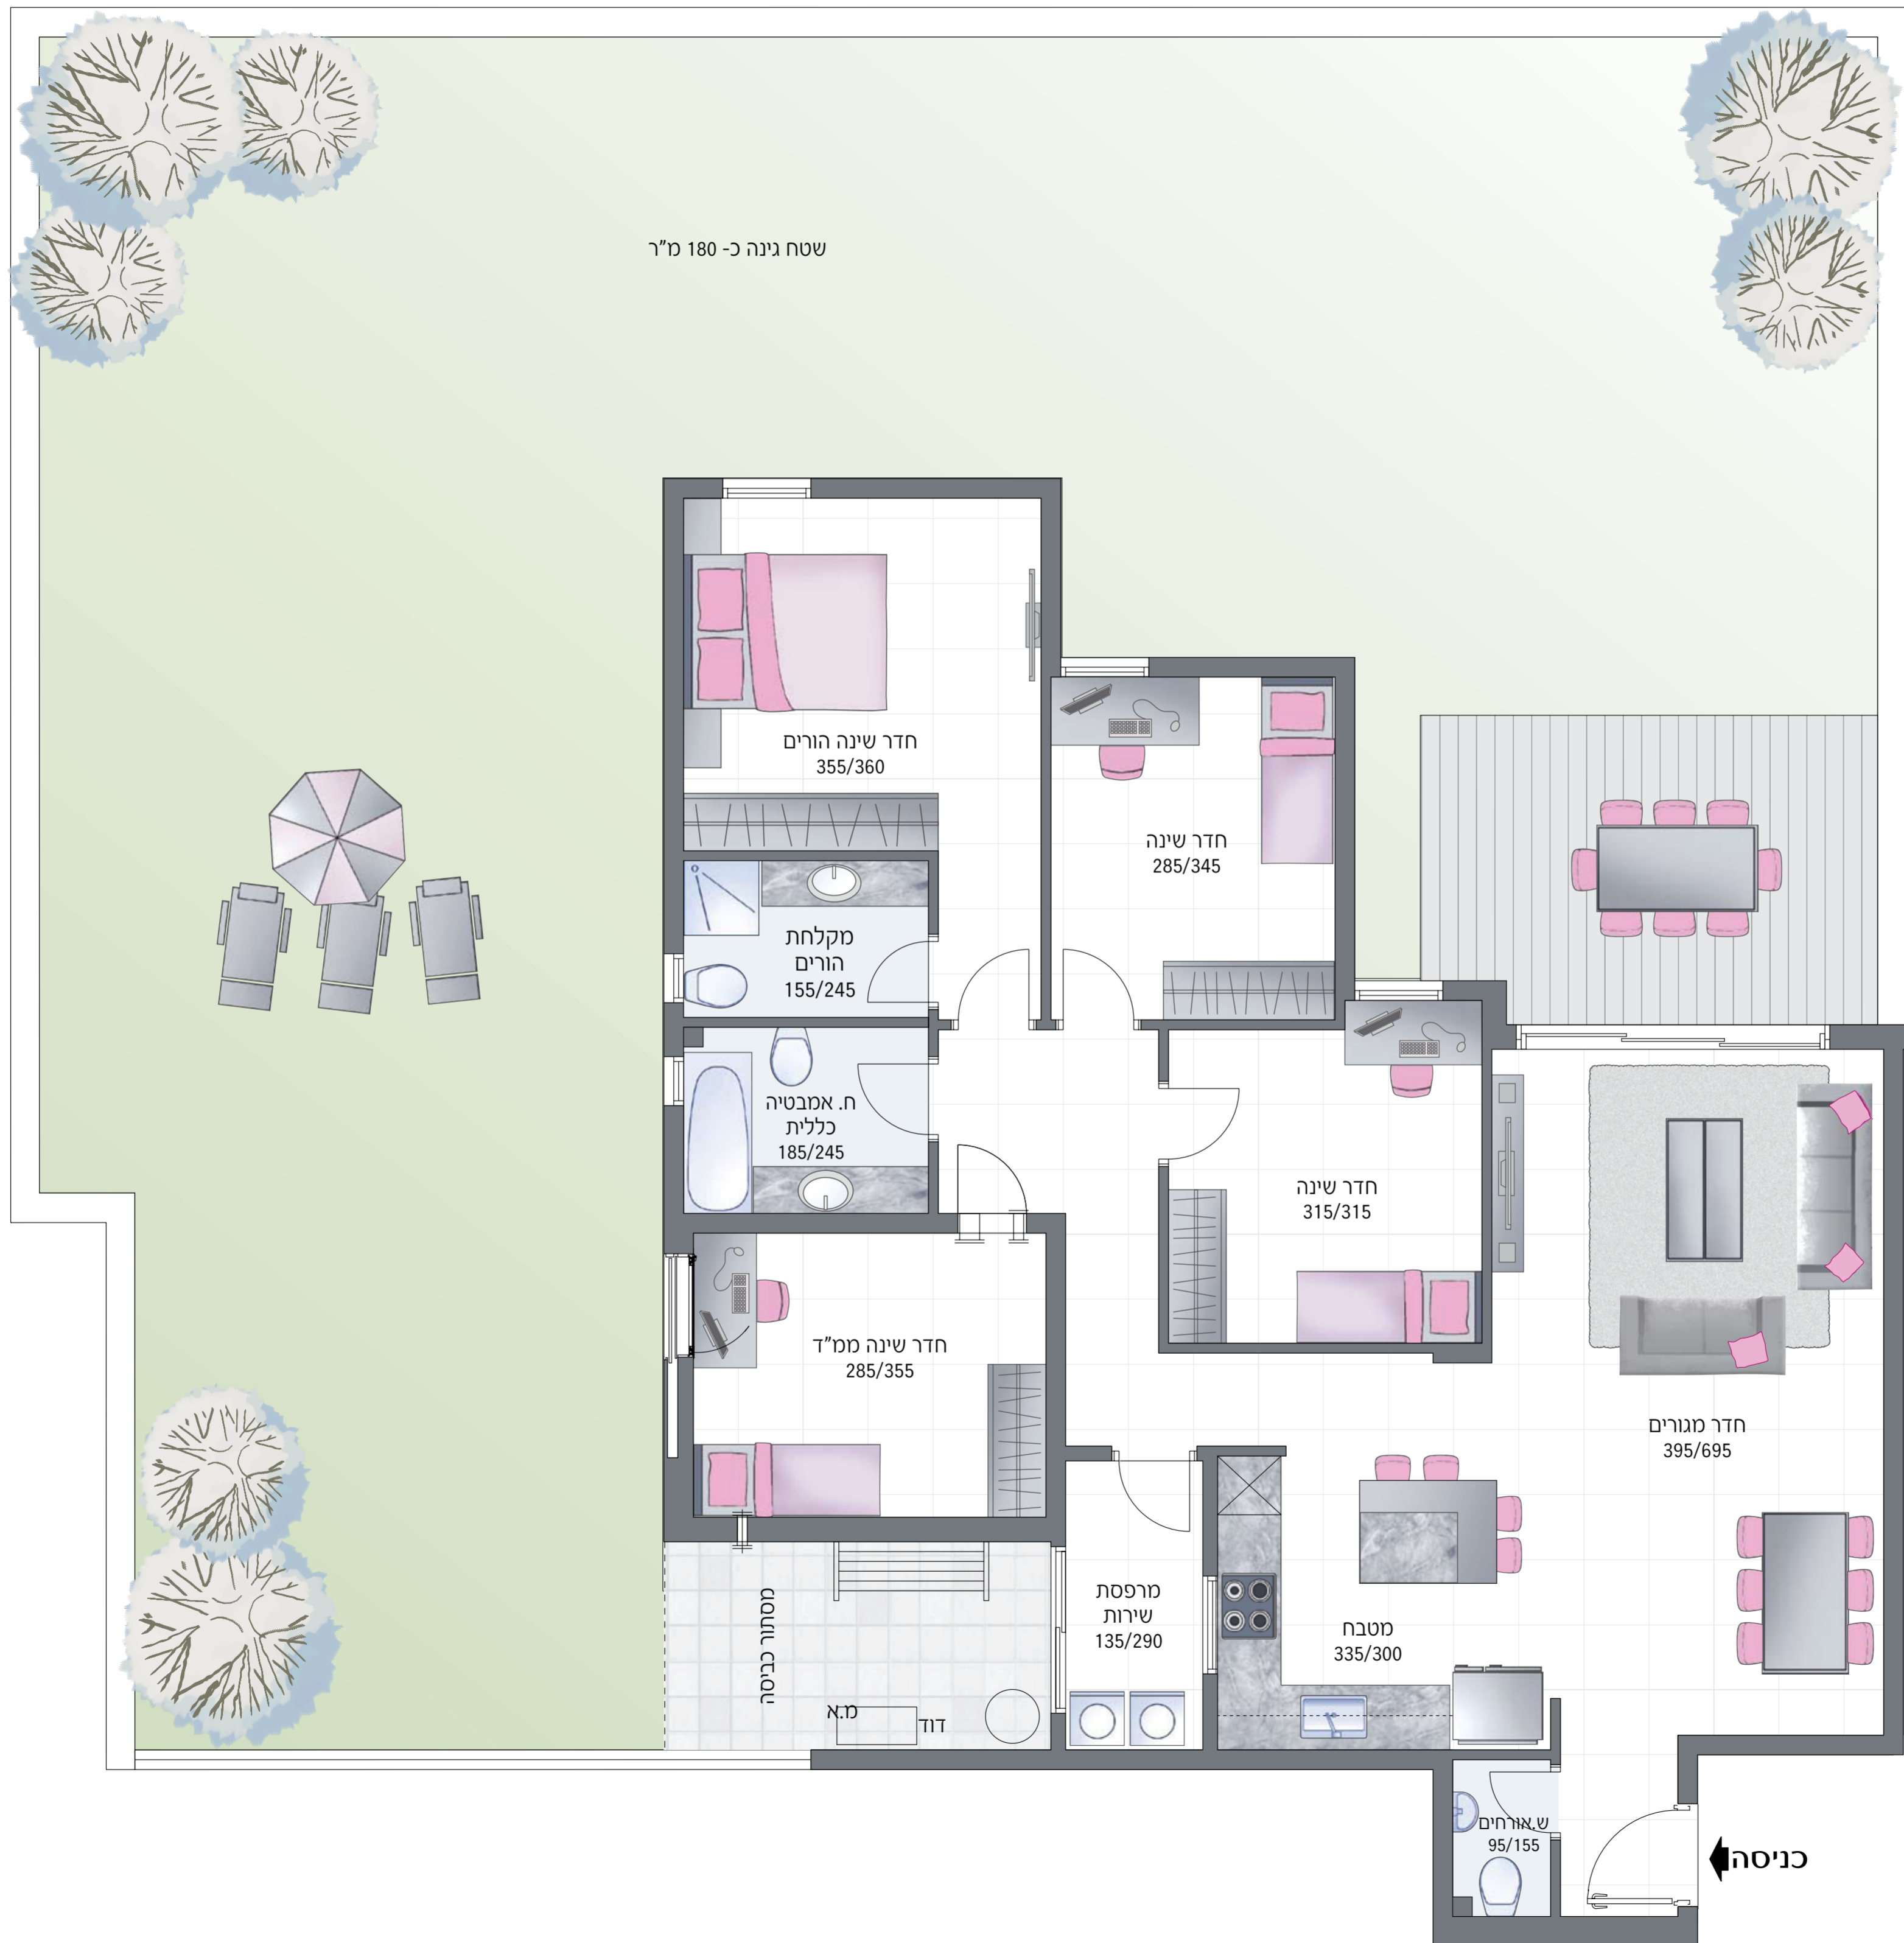 שטח גינה כ- 180 מ"ר
חדר שינה הורים
355/360
חדר שינה
285/345
מקלחת
הורים
155/245
ח. אמבטיה
כללית
185/245
חדר שינה
315/315
חדר שינה ממ"ד
285/355
חדר מגורים
395/695
מרפסת
שירות
135/290
מטבח
335/300
מסתור כביסה
מ.א
דוד
ש.אורחים
95/155
כניסה